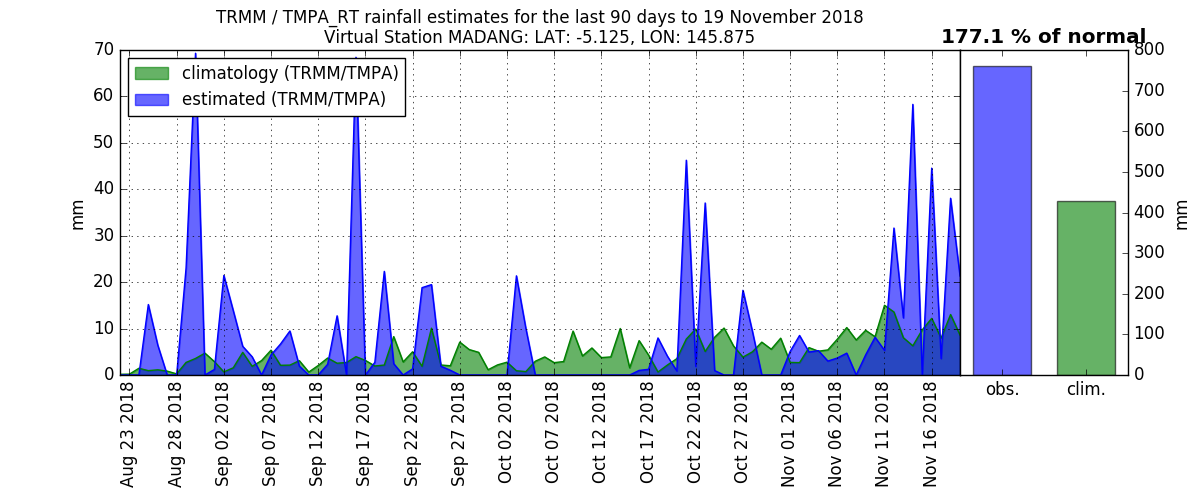 TRMM / TMPA_RT rainfall estimates for the last 90 days to 19 November 2018
Virtual Station MADANG: LAT: -5.125, LON: 145.875
177.1 % of normal
climatology (TRMM/TMPA)
estimated (TRMM/TMPA)
70
60
50
40
30
20
10
0
mm
Aug 23 2018
Aug 28 2018
Sep 02 2018
Sep 07 2018
Sep 12 2018
Sep 17 2018
Sep 22 2018
Sep 27 2018
Oct 02 2018
Oct 07 2018
Oct 12 2018
Oct 17 2018
Oct 22 2018
Oct 27 2018
Nov 01 2018
Nov 06 2018
Nov 11 2018
Nov 16 2018
800
700
600
500
400
300
200
100
0
mm
obs.
clim.